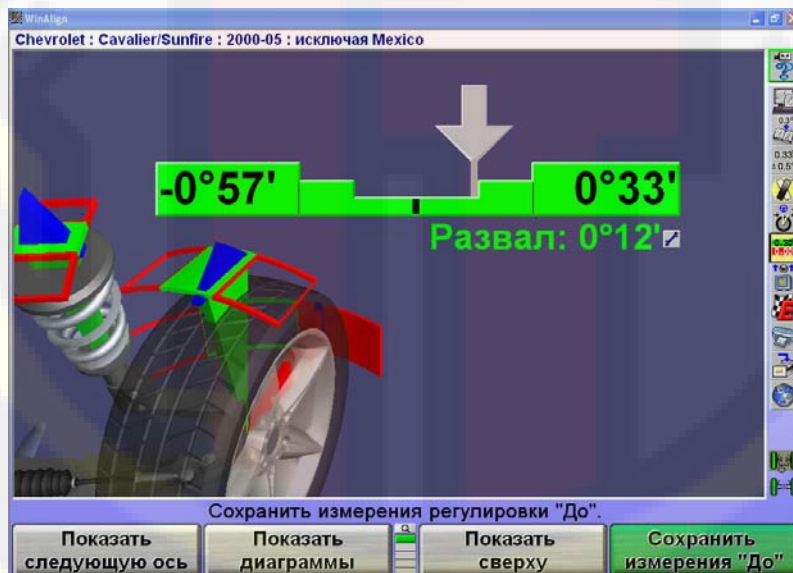 WinAlign
Chevrolet : Cavalier/Sunfire : 2000-05 : исключая Mexico
-0°57'
0°33'
Развал: 0°12'
Сохранить измерения регулировки "До".
Показать
следующую ось
Показать
диаграммы
Показать
сверху
Сохранить
измерения "До"